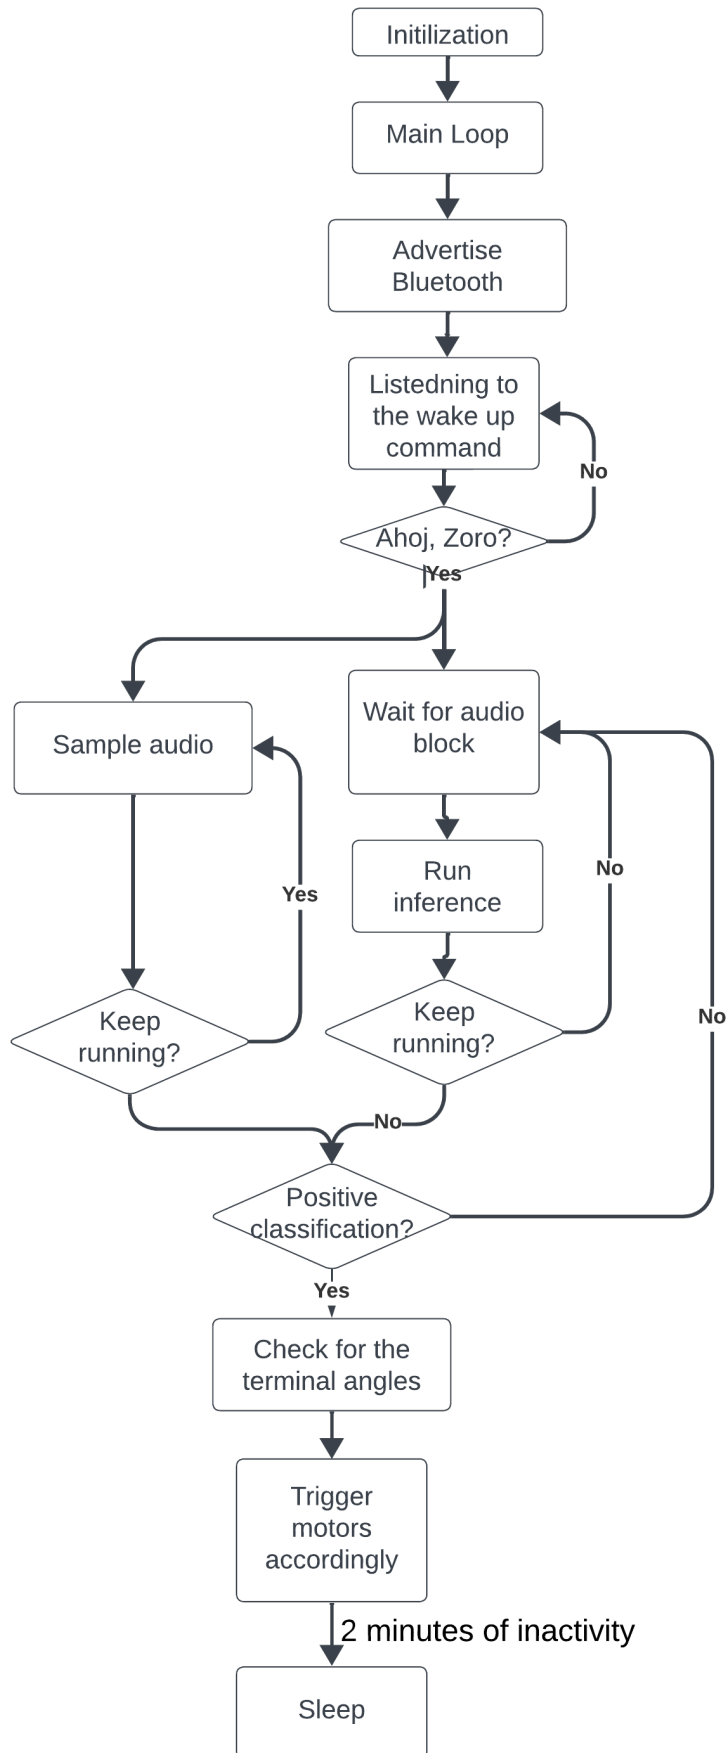 Initilization
Main Loop
Advertise
Bluetooth
Listedning to
the wake up
command
No
Ahoj, Zoro?
Yes
Sample audio
Wait for audio
block
Run
inference
No
Yes
Keep
running?
Keep
running?
No
No
Positive
classification?
Yes
Check for the
terminal angles
Trigger
motors
accordingly
2 minutes of inactivity
Sleep